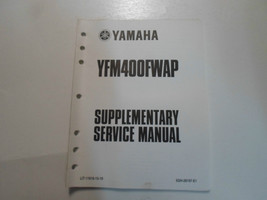 YAMAHA
YFM400FWAP
SUPPLEMENTARY
SERVICE MANUAL